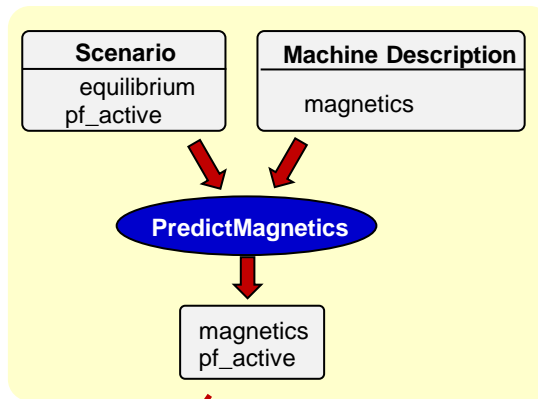 Scenario
equilibrium
pf_active
Machine Description
magnetics
PredictMagnetics
magnetics
pf_active